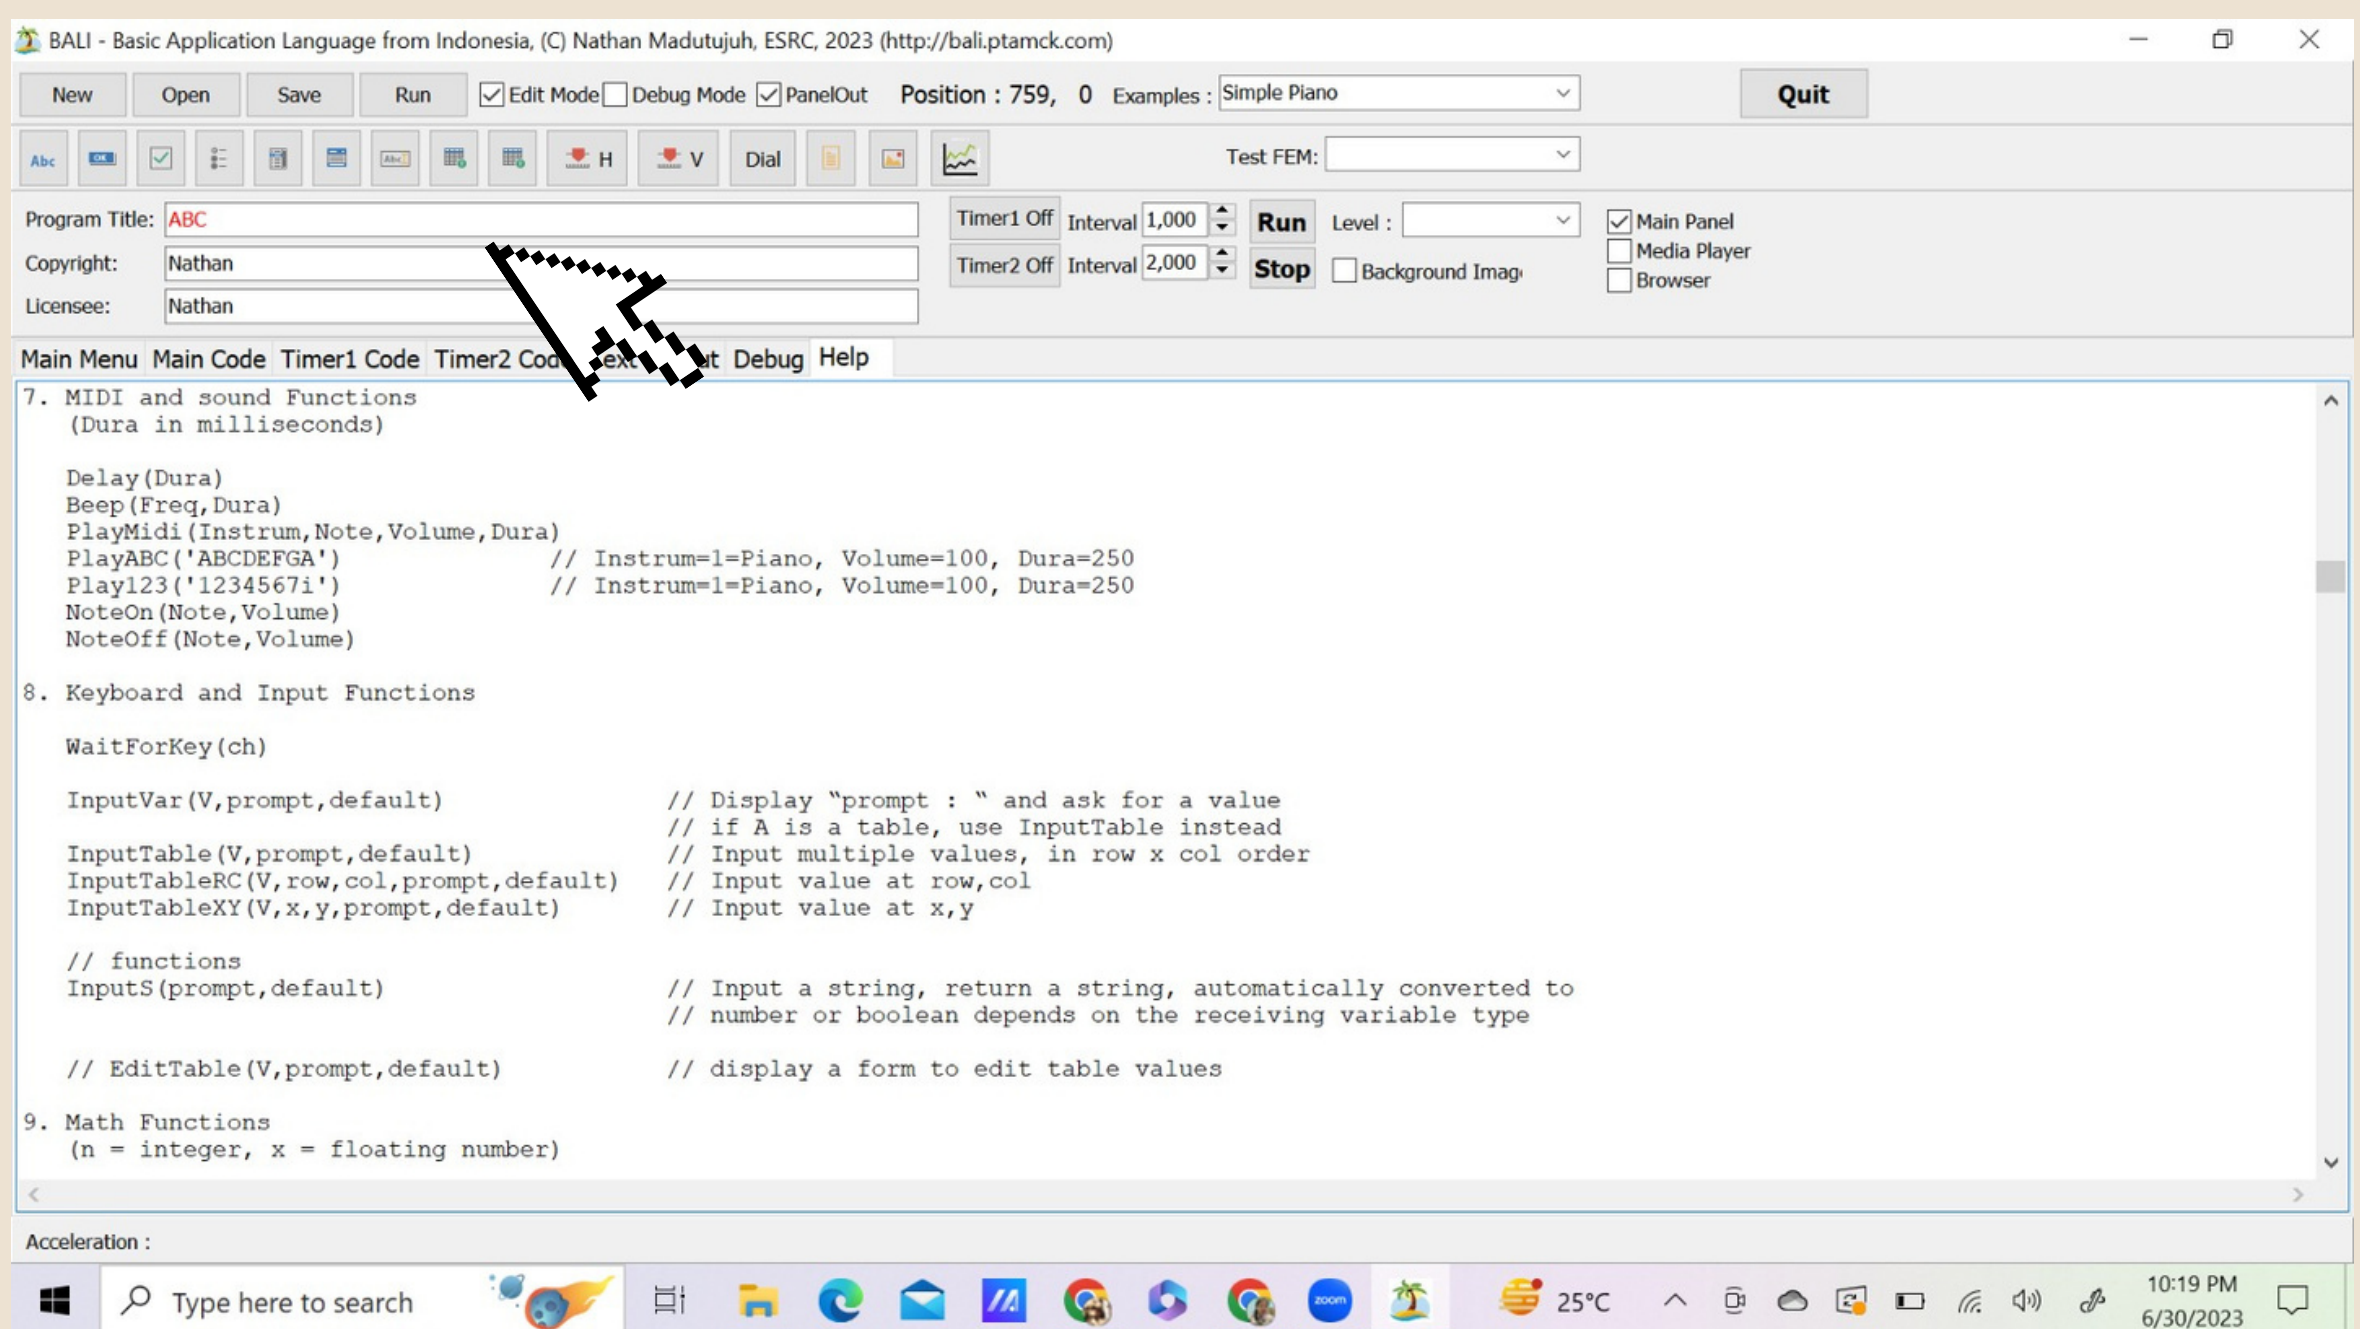 BALI - Basic Application Language from Indonesia, (C) Nathan Madutujuh, ESRC, 2023 (http://bali.ptamck.com)
New Open Save Run Edit Mode Debug Mode PanelOut Position : 759, 0 Examples : Simple Piano Quit
Abc OK Abc H V Dial Test FEM:
Program Title: ABC
Copyright: Nathan
Licensee: Nathan
Timer1 Off Interval 1,000 Run Level : Main Panel
Media Player
Timer2 Off Interval 2,000 Stop Background Imag
Browser
Main Menu Main Code Timer1 Code Timer2 Debug Help
7. MIDI and sound Functions
(Dura in milliseconds)
Delay(Dura)
Beep(Freq,Dura)
PlayMidi(Instrum,Note,Volume,Dura)
PlayABC('ABCDEFGA') // Instrum=1=Piano, Volume=100, Dura=250
Play123('1234567i') // Instrum=1=Piano, Volume=100, Dura=250
NoteOn(Note,Volume)
NoteOff(Note,Volume)
8. Keyboard and Input Functions
WaitForKey(ch)
InputVar(V,prompt,default) // Display “prompt : “ and ask for a value
// if A is a table, use InputTable instead
InputTable(V,prompt,default) // Input multiple values, in row x col order
InputTableRC(V,row,col,prompt,default) // Input value at row,col
InputTableXY(V,x,y,prompt,default) // Input value at x,y
// functions
InputS(prompt,default) // Input a string, return a string, automatically converted to
// number or boolean depends on the receiving variable type
// EditTable(V,prompt,default) // display a form to edit table values
9. Math Functions
(n = integer, x = floating number)
Acceleration :
Type here to search zoom 25°C 10:19 PM
6/30/2023